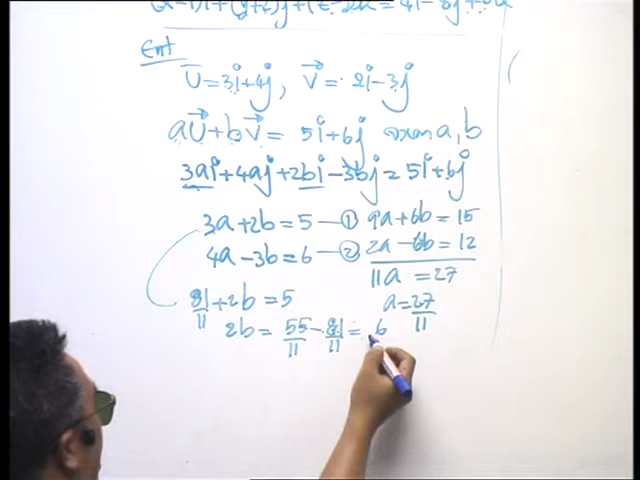 Ent
U⃗ = 3i + 4j , V⃗ = 2i - 3j
aU⃗ + bV⃗ = 5i + 6j a, b
3ai + 4aj + 2bi - 3bj = 5i + 6j
3a + 2b = 5 — ① 9a + 6b = 15
4a - 3b = 6 — ② 2a - 6b = 12
11a = 27
81/11 + 2b = 5 a = 27/11
2b = 55/11 - 81/11 = 6